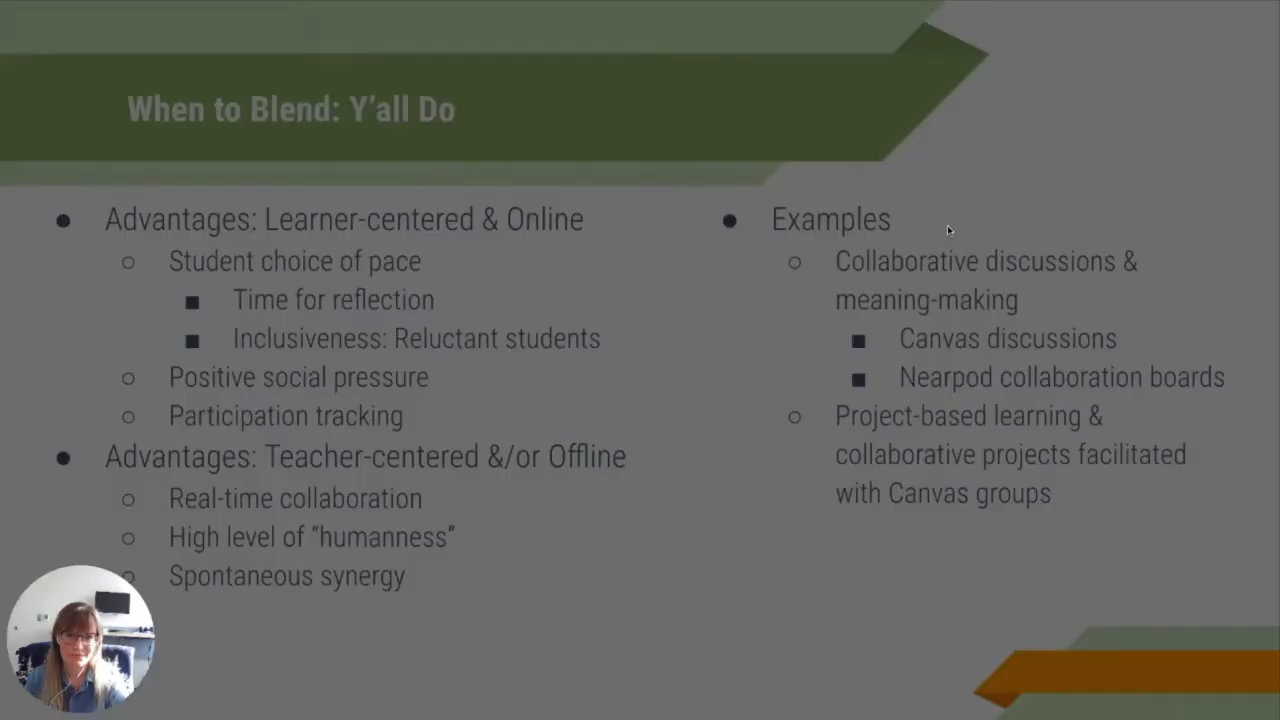 When to Blend: Y'all Do
● Advantages: Learner-centered & Online
○ Student choice of pace
■ Time for reflection
■ Inclusiveness: Reluctant students
○ Positive social pressure
○ Participation tracking
● Advantages: Teacher-centered &/or Offline
○ Real-time collaboration
○ High level of “humanness”
○ Spontaneous synergy
● Examples
○ Collaborative discussions &
meaning-making
■ Canvas discussions
■ Nearpod collaboration boards
○ Project-based learning &
collaborative projects facilitated
with Canvas groups